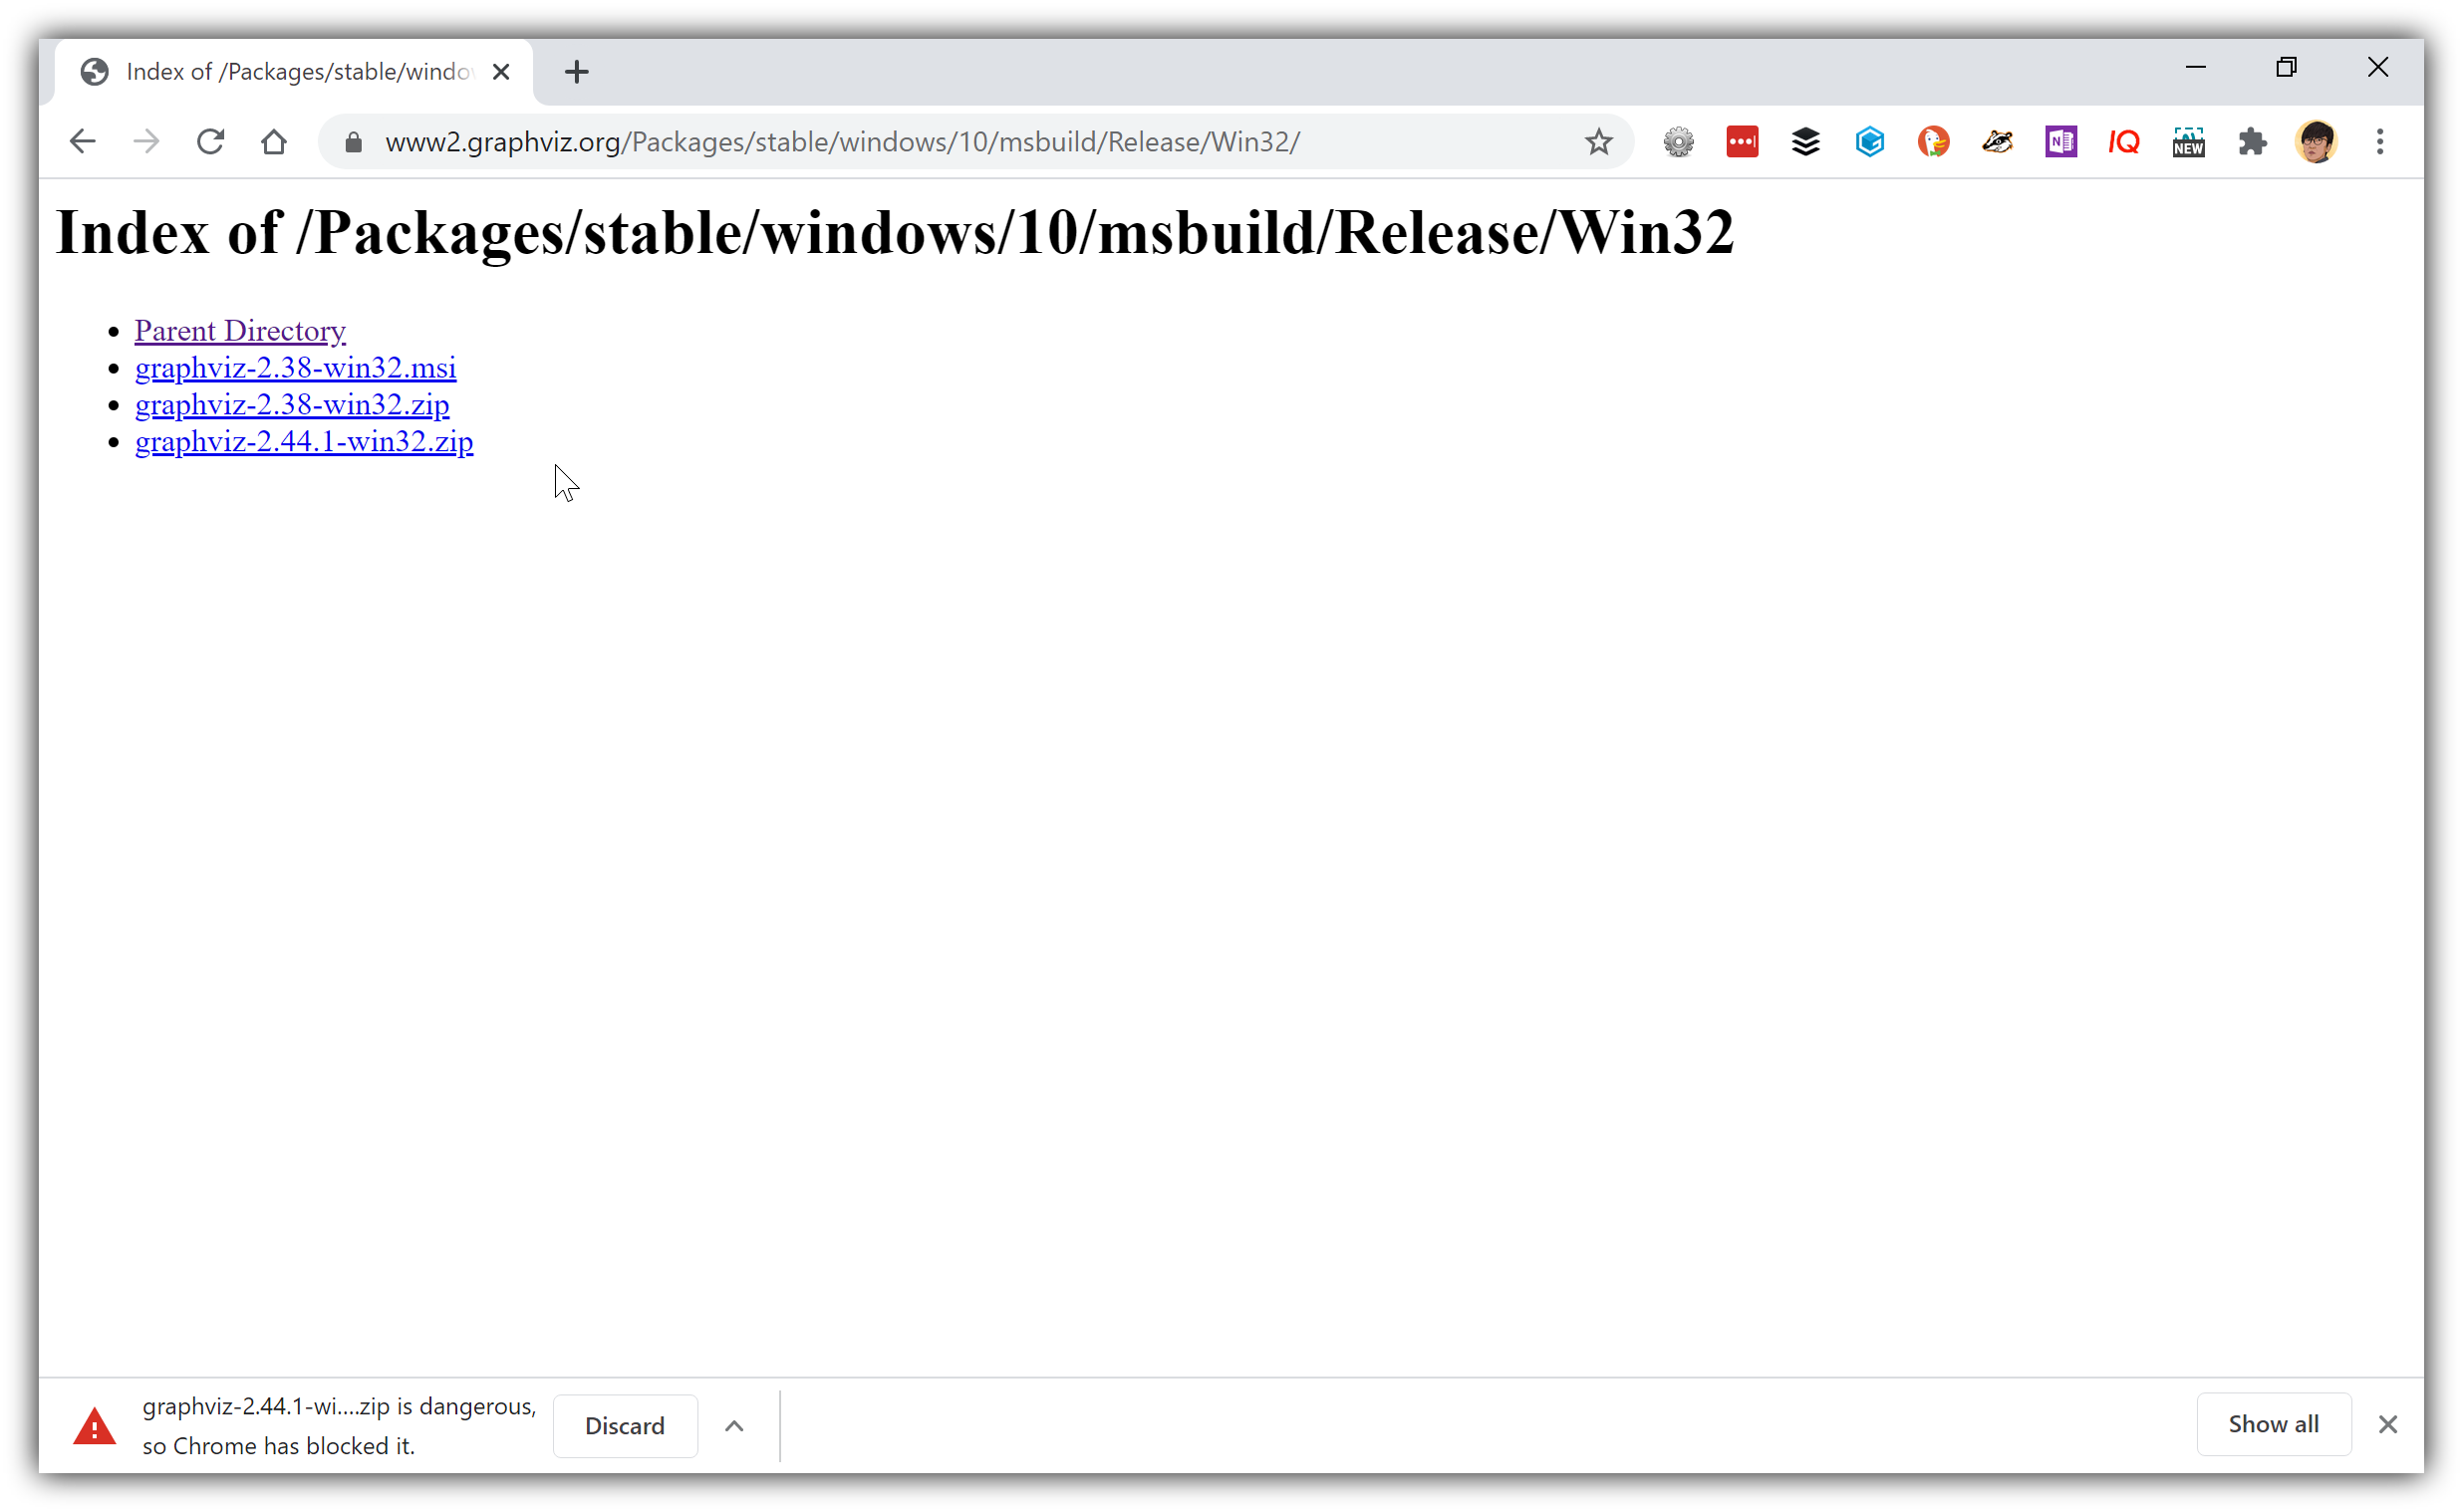 Index of /Packages/stable/windo
www2.graphviz.org/Packages/stable/windows/10/msbuild/Release/Win32/
N
IQ
NEW
Index of /Packages/stable/windows/10/msbuild/Release/Win32
Parent Directory
graphviz-2.38-win32.msi
graphviz-2.38-win32.zip
graphviz-2.44.1-win32.zip
graphviz-2.44.1-wi....zip is dangerous,
so Chrome has blocked it.
Discard
Show all